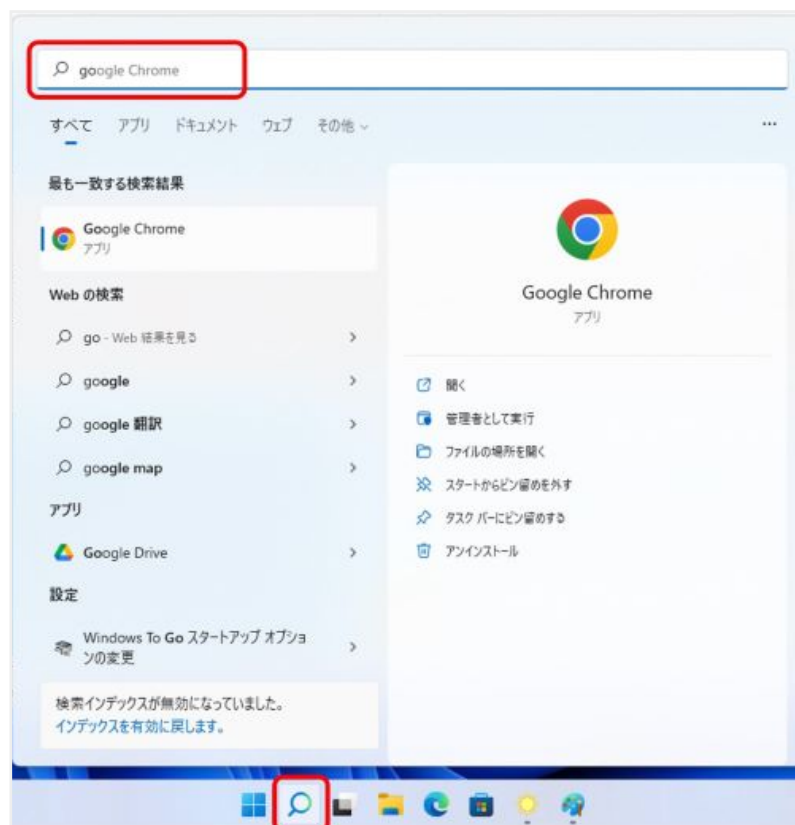 google Chrome
すべて アプリ ドキュメント ウェブ その他
最も一致する検索結果
Google Chrome
アプリ
Web の検索
go - Web 結果を見る
google
google 翻訳
google map
アプリ
Google Drive
設定
Windows To Go スタートアップ オプショ
ンの変更
検索インデックスが無効になっていました。
インデックスを有効に戻します。
Google Chrome
アプリ
開く
管理者として実行
ファイルの場所を開く
スタートからピン留めを外す
タスク バーにピン留めする
アンインストール